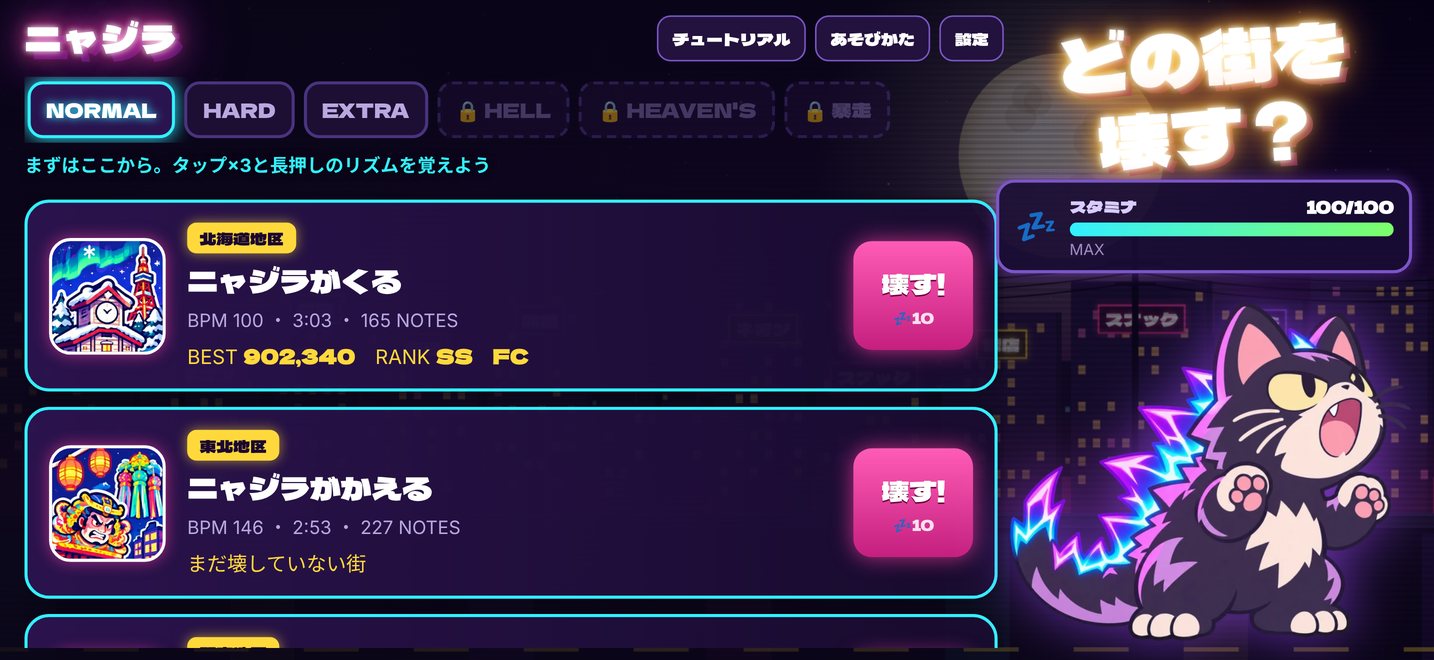 ニャジラ
チュートリアル
あそびかた
設定
NORMAL
HARD
EXTRA
HELL
HEAVEN'S
暴走
まずはここから。タップ×3と長押しのリズムを覚えよう
どの街を
壊す？
スタミナ
100/100
MAX
北海道地区
ニャジラがくる
BPM 100 ・ 3:03 ・ 165 NOTES
BEST 902,340 RANK SS FC
壊す!
10
東北地区
ニャジラがかえる
BPM 146 ・ 2:53 ・ 227 NOTES
まだ壊していない街
壊す!
10
スナック